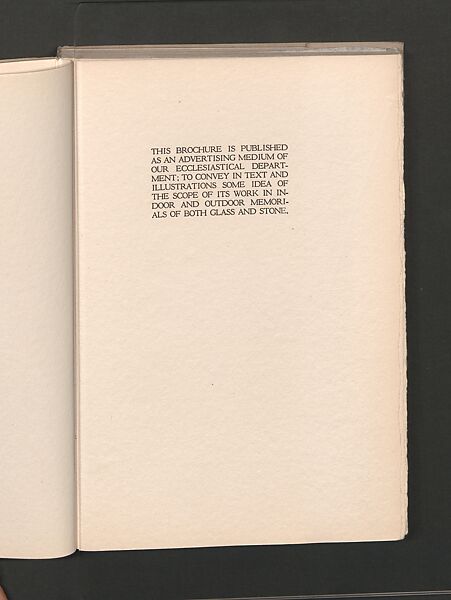 THIS BROCHURE IS PUBLISHED
AS AN ADVERTISING MEDIUM OF
OUR ECCLESIASTICAL DEPART-
MENT; TO CONVEY IN TEXT AND
ILLUSTRATIONS SOME IDEA OF
THE SCOPE OF ITS WORK IN IN-
DOOR AND OUTDOOR MEMORI-
ALS OF BOTH GLASS AND STONE.